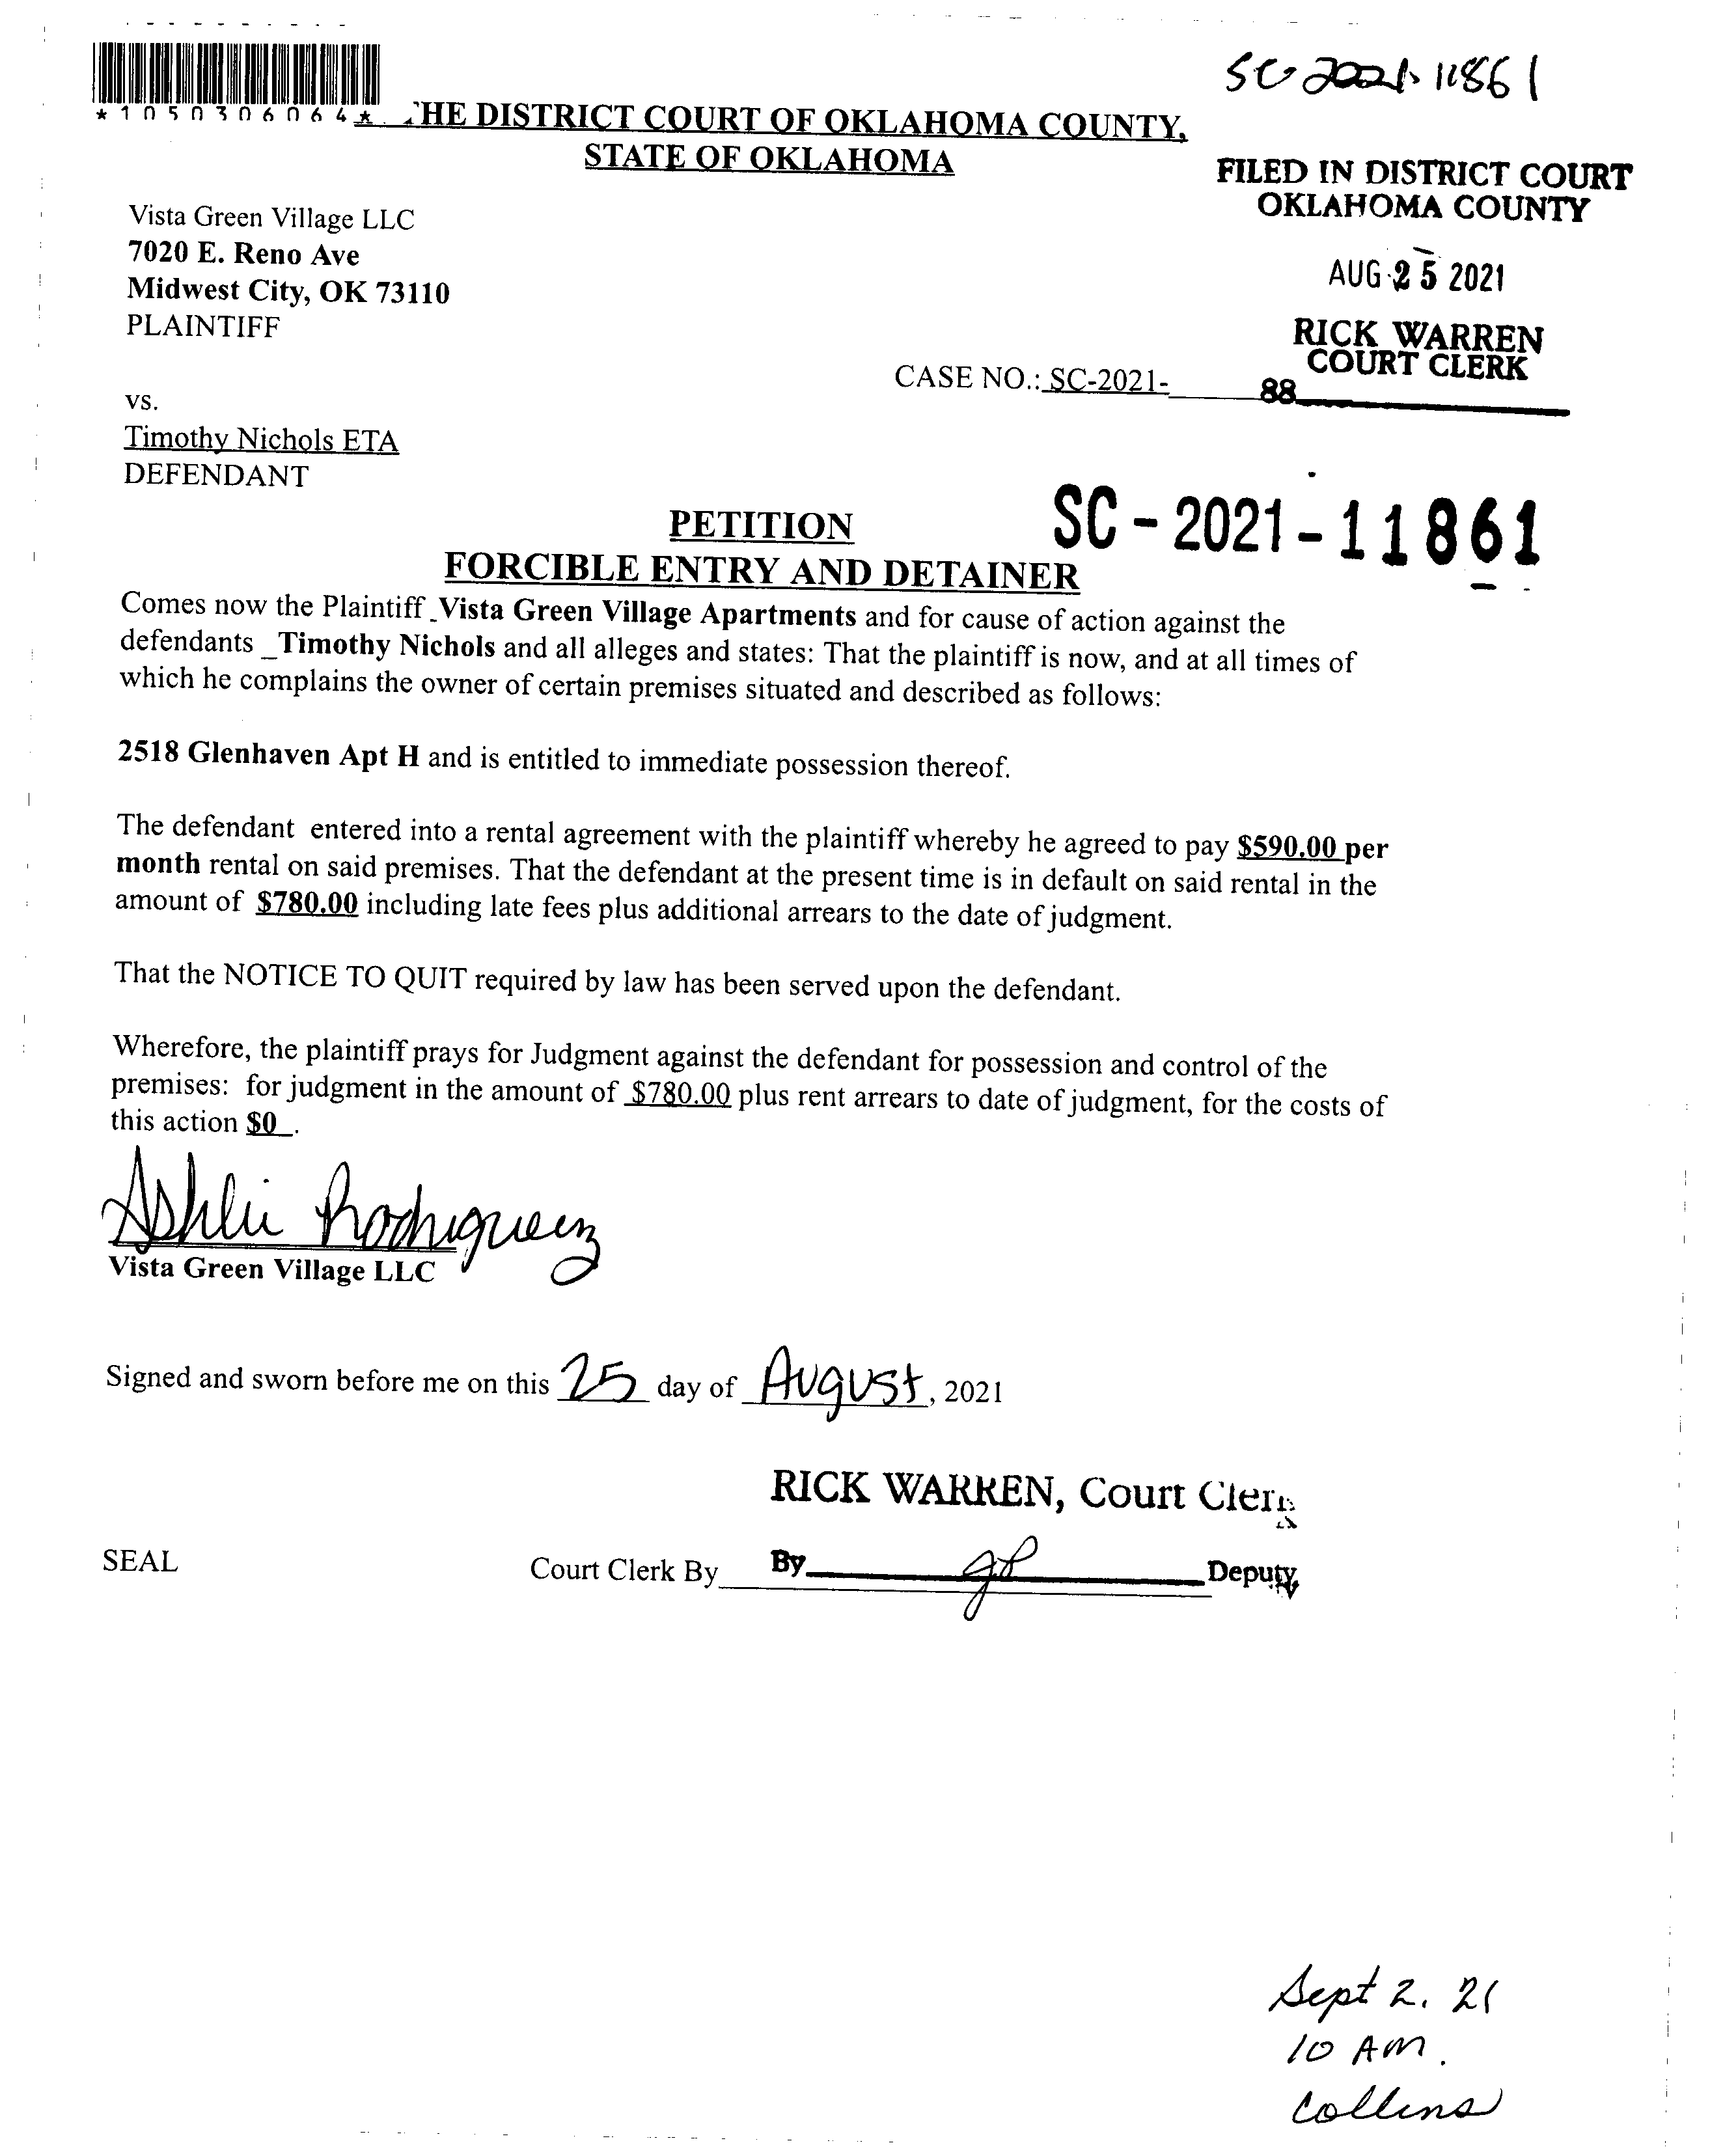 SC-2021-11861
*1050306064* THE DISTRICT COURT OF OKLAHOMA COUNTY,
STATE OF OKLAHOMA
FILED IN DISTRICT COURT
OKLAHOMA COUNTY
Vista Green Village LLC
7020 E. Reno Ave
Midwest City, OK 73110
PLAINTIFF
AUG 25 2021
RICK WARREN
COURT CLERK
CASE NO.: SC-2021-
88
vs.
Timothy Nichols ETA
DEFENDANT
SC-2021-11861
PETITION
FORCIBLE ENTRY AND DETAINER
Comes now the Plaintiff _Vista Green Village Apartments and for cause of action against the
defendants _Timothy Nichols and all alleges and states: That the plaintiff is now, and at all times of
which he complains the owner of certain premises situated and described as follows:
2518 Glenhaven Apt H and is entitled to immediate possession thereof.
The defendant entered into a rental agreement with the plaintiff whereby he agreed to pay $590.00 per
month rental on said premises. That the defendant at the present time is in default on said rental in the
amount of $780.00 including late fees plus additional arrears to the date of judgment.
That the NOTICE TO QUIT required by law has been served upon the defendant.
Wherefore, the plaintiff prays for Judgment against the defendant for possession and control of the
premises: for judgment in the amount of $780.00 plus rent arrears to date of judgment, for the costs of
this action $0 .
Ashlii Rodriguez
Vista Green Village LLC
Signed and sworn before me on this 25 day of August, 2021
RICK WARREN, Court Clerk
SEAL
Court Clerk By By Deputy
Sept 2. 21
10 AM.
Collins